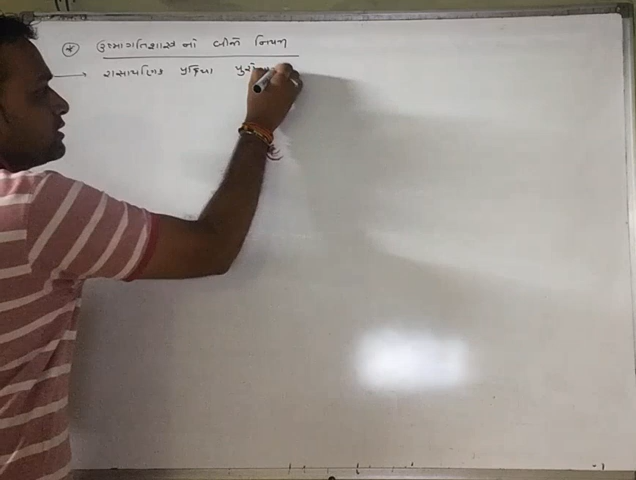 ઉષ્માગતિશાસ્ત્ર નો બીજો નિયમ
→ રાસાયણિક પ્રક્રિયા